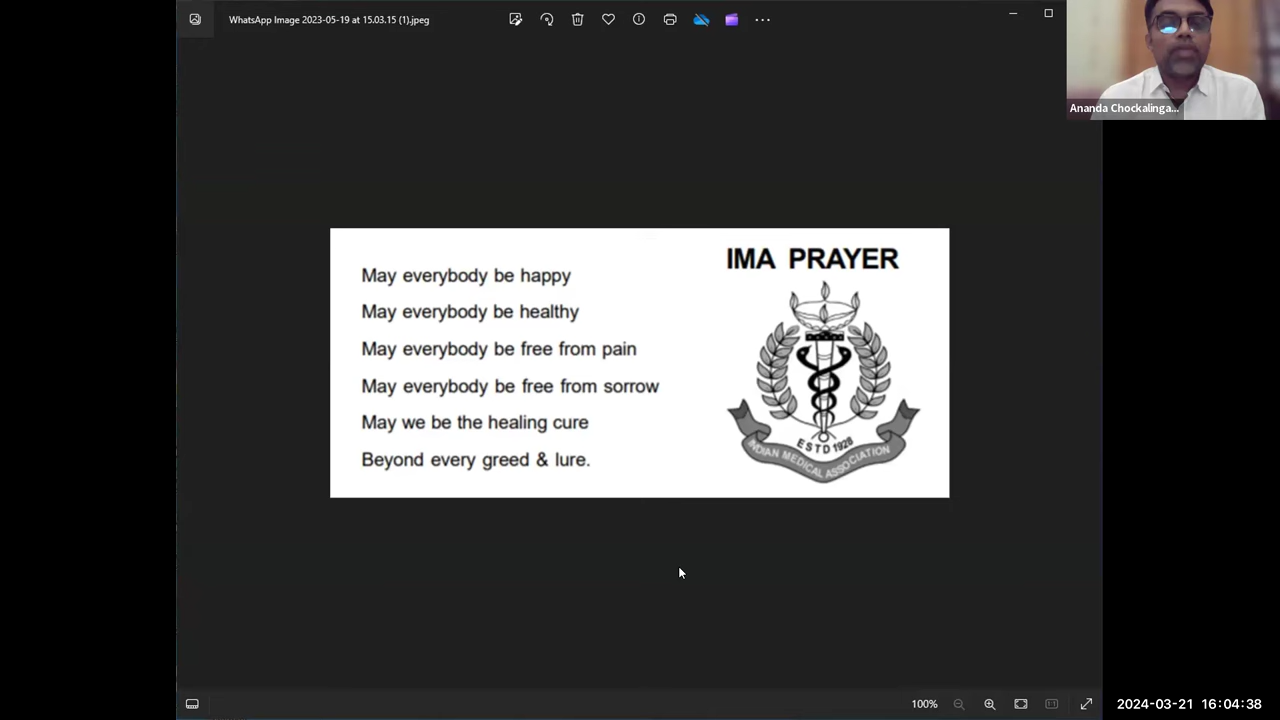 WhatsApp Image 2023-05-19 at 15.03.15 (1).jpeg
Ananda Chockalinga...
IMA PRAYER
May everybody be happy
May everybody be healthy
May everybody be free from pain
May everybody be free from sorrow
May we be the healing cure
Beyond every greed & lure.
ESTD 1928
INDIAN MEDICAL ASSOCIATION
100%
2024-03-21 16:04:38